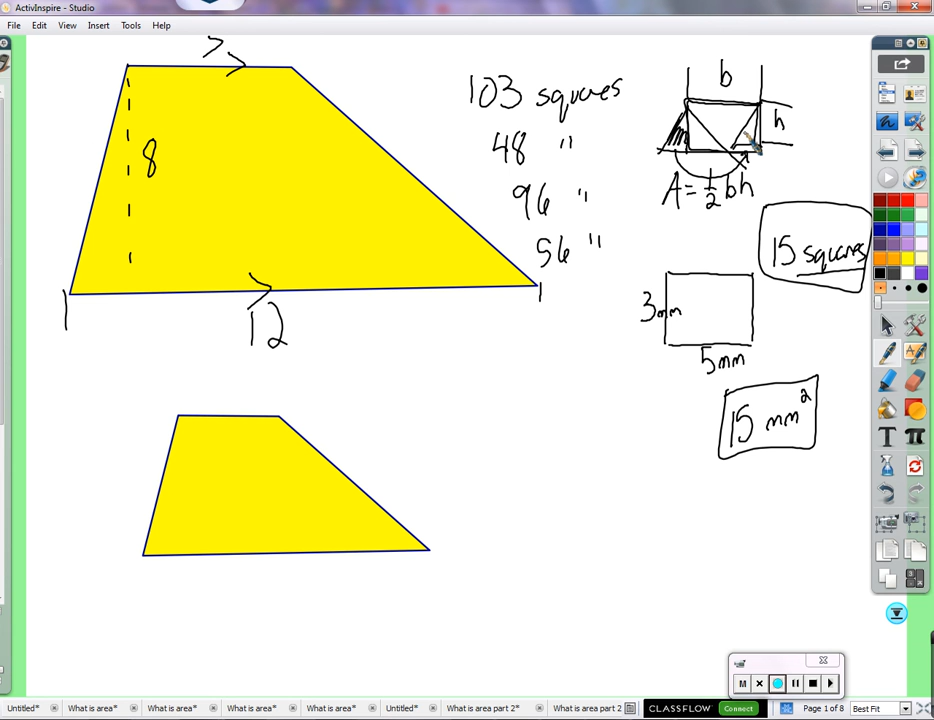 ActivInspire - Studio
File Edit View Insert Tools Help
8
12
103 squares
48 "
96 "
56 "
b
h
A = 1/2 bh
15 squares
3mm
5mm
15 mm²
M
Untitled* What is area* What is area* What is area* What is area* Untitled* What is area part 2* What is area part 2
CLASSFLOW Connect
Page 1 of 8
Best Fit